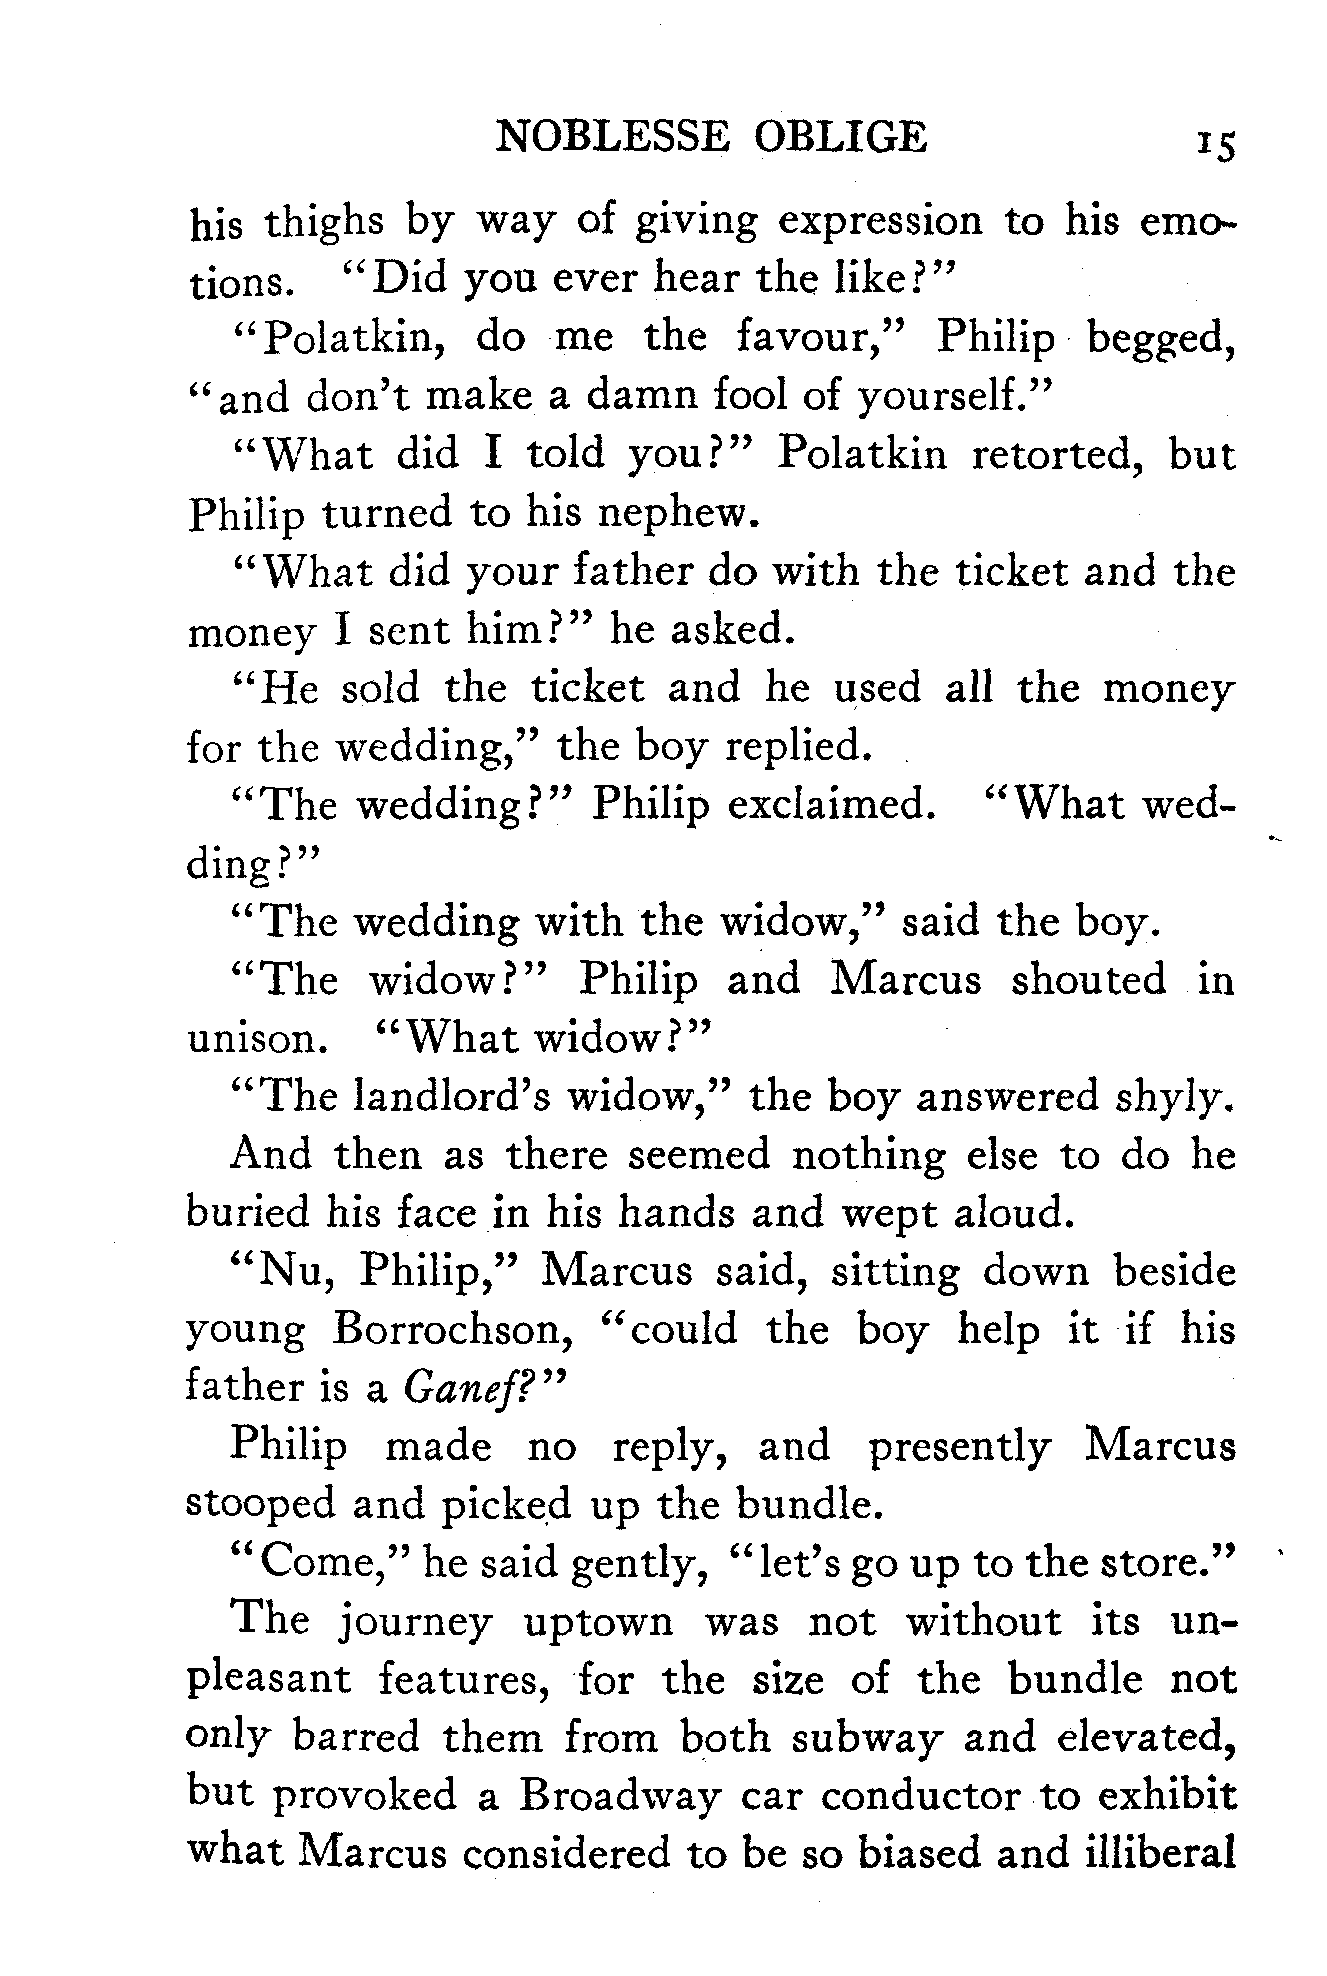 NOBLESSE OBLIGE 15
his thighs by way of giving expression to his emo-
tions. "Did you ever hear the like?"
"Polatkin, do me the favour," Philip begged,
"and don't make a damn fool of yourself."
"What did I told you?" Polatkin retorted, but
Philip turned to his nephew.
"What did your father do with the ticket and the
money I sent him?" he asked.
"He sold the ticket and he used all the money
for the wedding," the boy replied.
"The wedding?" Philip exclaimed. "What wed-
ding?"
"The wedding with the widow," said the boy.
"The widow?" Philip and Marcus shouted in
unison. "What widow?"
"The landlord's widow," the boy answered shyly.
And then as there seemed nothing else to do he
buried his face in his hands and wept aloud.
"Nu, Philip," Marcus said, sitting down beside
young Borrochson, "could the boy help it if his
father is a Ganef?"
Philip made no reply, and presently Marcus
stooped and picked up the bundle.
"Come," he said gently, "let's go up to the store."
The journey uptown was not without its un-
pleasant features, for the size of the bundle not
only barred them from both subway and elevated,
but provoked a Broadway car conductor to exhibit
what Marcus considered to be so biased and illiberal